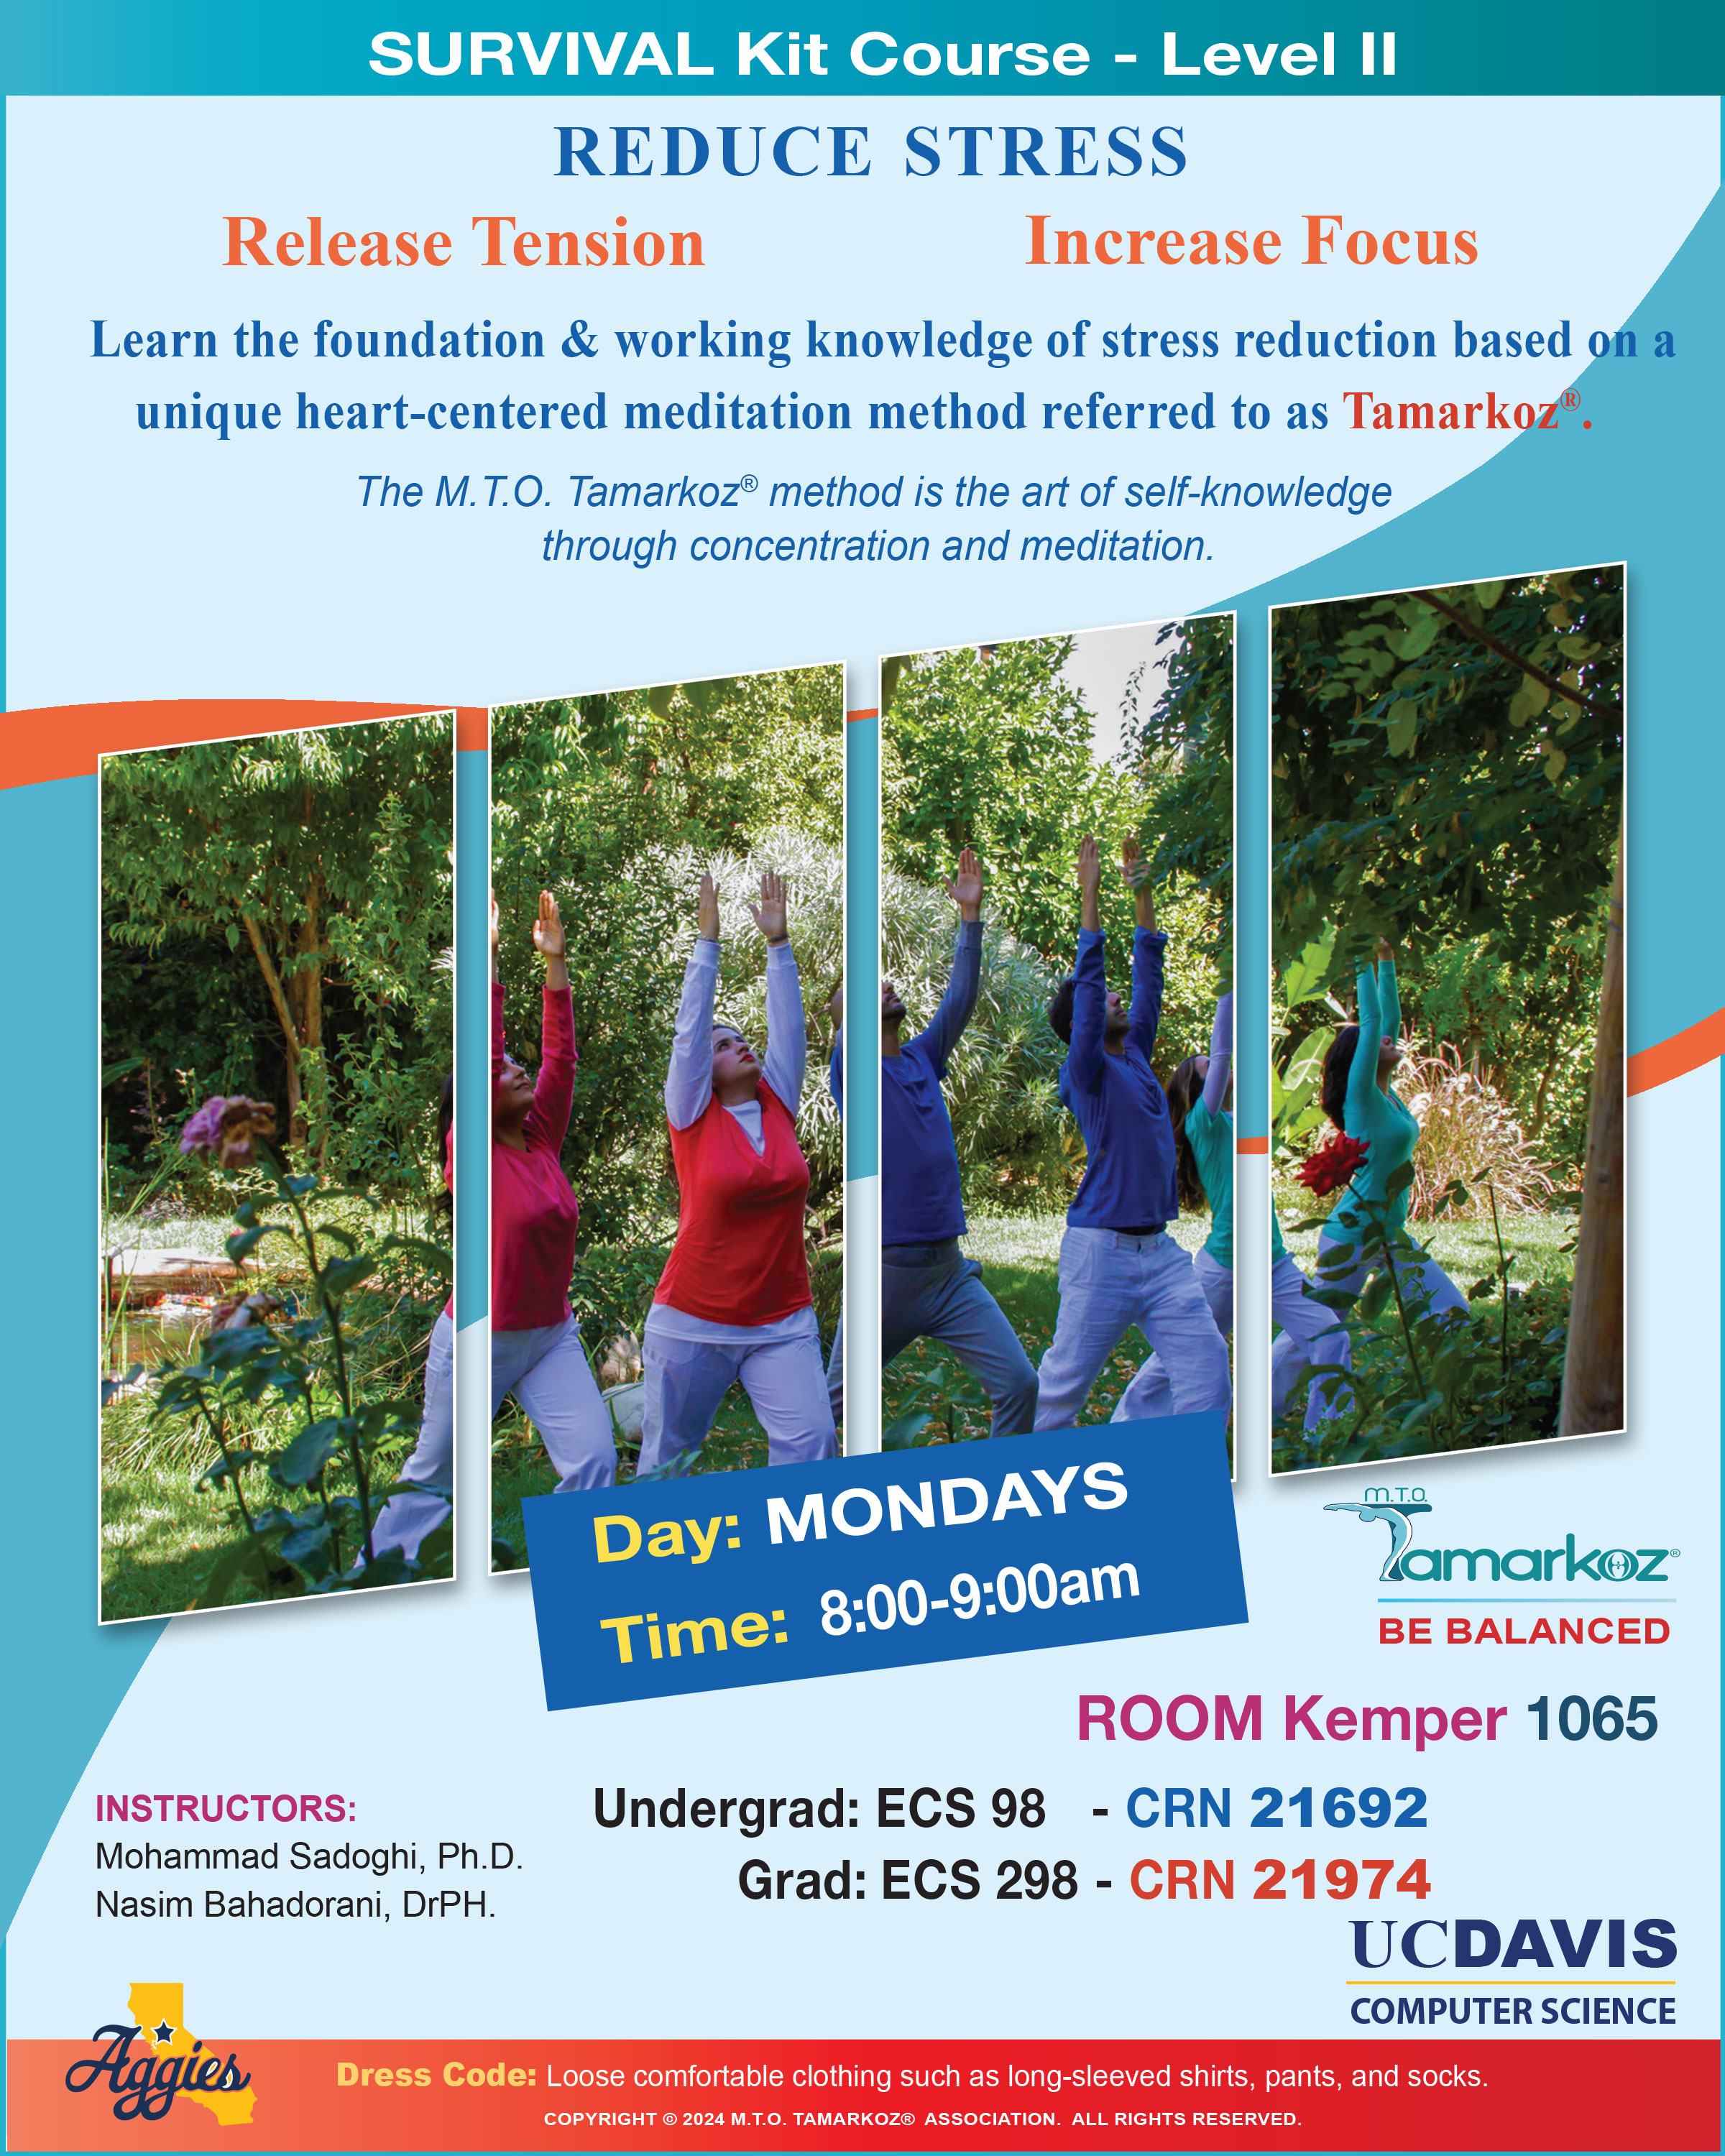 SURVIVAL Kit Course - Level II
REDUCE STRESS
Release Tension
Increase Focus
Learn the foundation & working knowledge of stress reduction based on a
unique heart-centered meditation method referred to as Tamarkoz®.
The M.T.O. Tamarkoz® method is the art of self-knowledge
through concentration and meditation.
Day: MONDAYS
Time: 8:00-9:00am
M.T.O.
Tamarkoz®
BE BALANCED
ROOM Kemper 1065
INSTRUCTORS:
Mohammad Sadoghi, Ph.D.
Nasim Bahadorani, DrPH.
Undergrad: ECS 98 - CRN 21692
Grad: ECS 298 - CRN 21974
UCDAVIS
COMPUTER SCIENCE
Aggies
Dress Code: Loose comfortable clothing such as long-sleeved shirts, pants, and socks.
COPYRIGHT © 2024 M.T.O. TAMARKOZ® ASSOCIATION. ALL RIGHTS RESERVED.